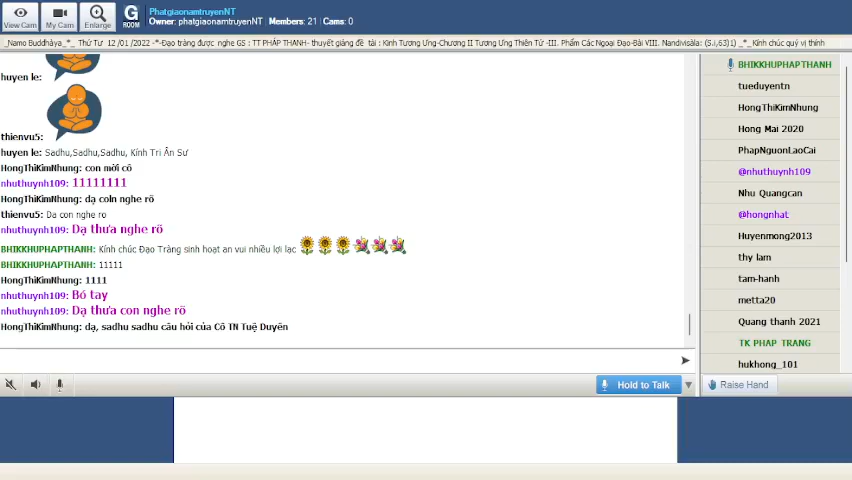 PhatgiaonamtruyenNT
Owner: phatgiaonamtruyenNT | Members: 21 | Cams: 0
View Cam
My Cam
Enlarge
G
ROOM
_Namo Buddhāya_*_ Thứ Tư 12 /01 /2022 -*-Đạo tràng được nghe GS : TT PHÁP THANH- thuyết giảng đề tài : Kinh Tương Ưng-Chương II Tương Ưng Thiên Tử -III. Phẩm Các Ngoại Đạo-Bài VIII. Nandivisàla: (S.i,63)1) _*_Kính chúc quý vị thính
huyen le:
thienvu5:
huyen le: Sadhu,Sadhu,Sadhu, Kính Tri Ân Sư
HongThiKimNhung: con mời cô
nhuthuynh109: 11111111
HongThiKimNhung: dạ coln nghe rõ
thienvu5: Da con nghe ro
nhuthuynh109: Dạ thưa nghe rõ
BHIKKHUPHAPTHANH: Kính chúc Đạo Tràng sinh hoạt an vui nhiều lợi lạc
BHIKKHUPHAPTHANH: 11111
HongThiKimNhung: 1111
nhuthuynh109: Bó tay
nhuthuynh109: Dạ thưa con nghe rõ
HongThiKimNhung: dạ, sadhu sadhu câu hỏi của Cô TN Tuệ Duyên
BHIKKHUPHAPTHANH
tueduyentn
HongThiKimNhung
Hong Mai 2020
PhapNguonLaoCai
@nhuthuynh109
Nhu Quangcan
@hongnhat
Huyenmong2013
thy lam
tam-hanh
metta20
Quang thanh 2021
TK PHAP TRANG
hukhong_101
Hold to Talk
Raise Hand